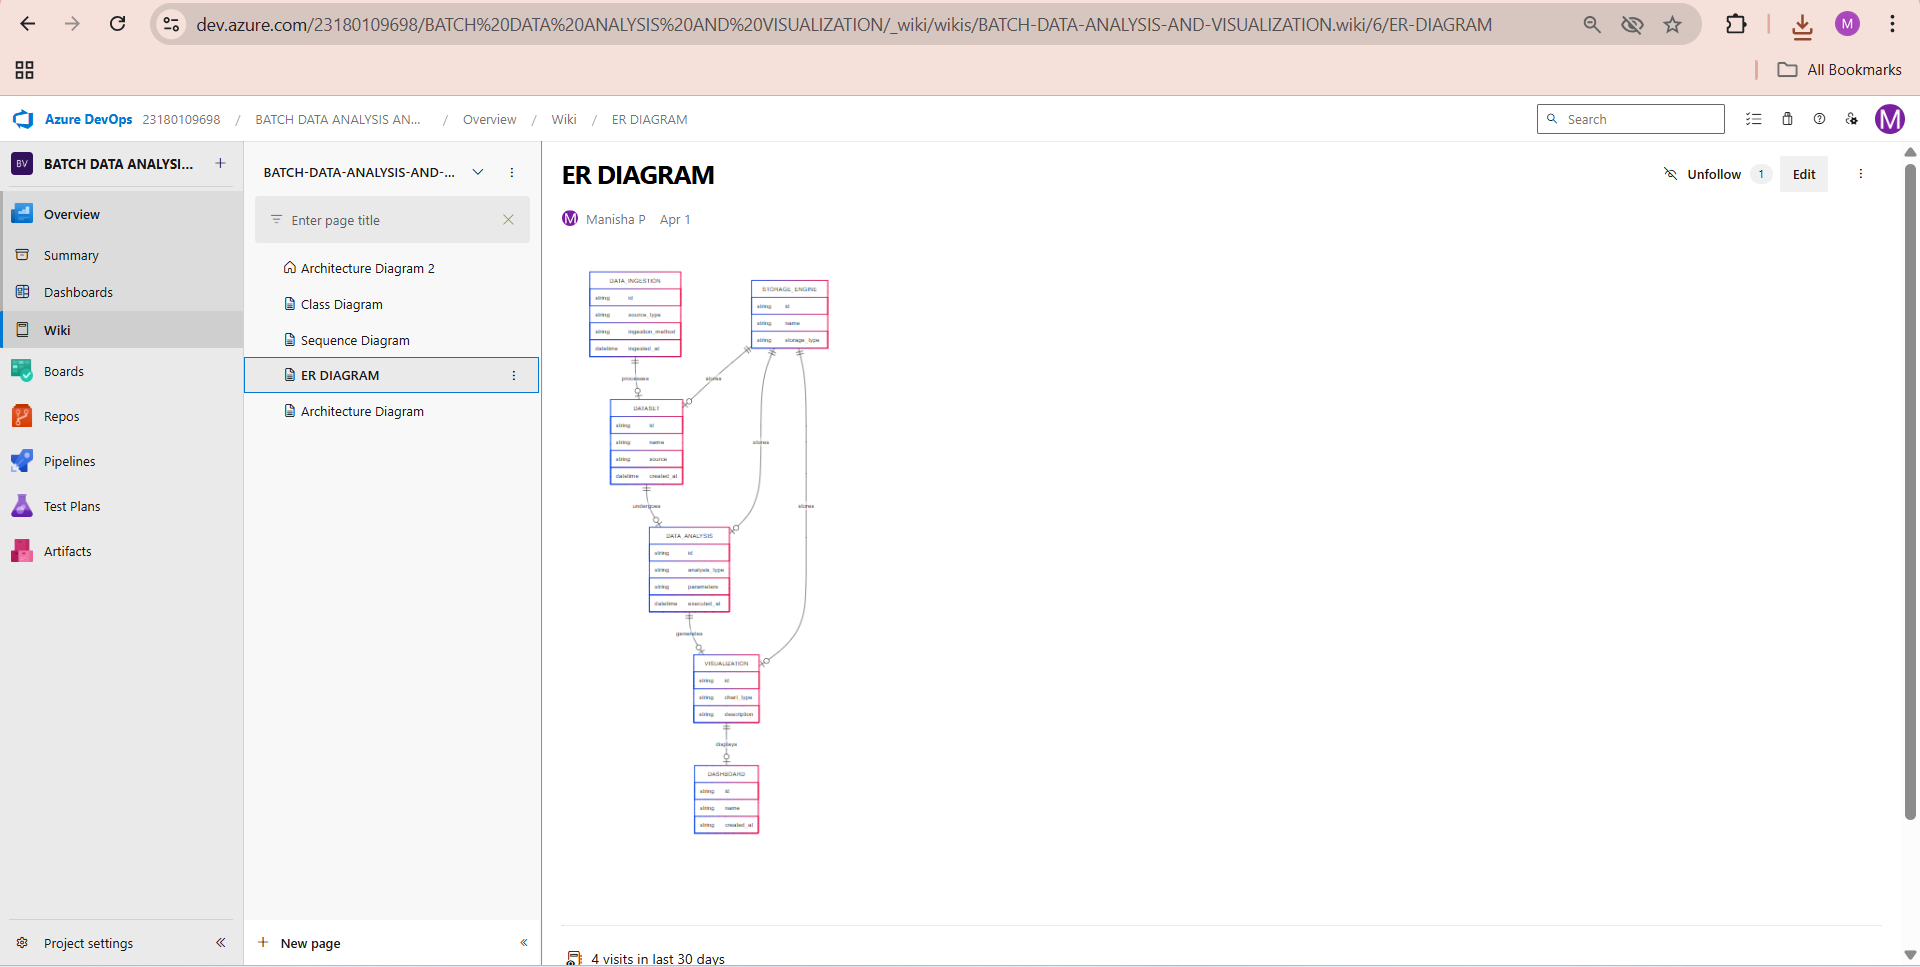 dev.azure.com/23180109698/BATCH%20DATA%20ANALYSIS%20AND%20VISUALIZATION/_wiki/wikis/BATCH-DATA-ANALYSIS-AND-VISUALIZATION.wiki/6/ER-DIAGRAM
M
All Bookmarks
Azure DevOps 23180109698 / BATCH DATA ANALYSIS AN... / Overview / Wiki / ER DIAGRAM
Search
M
BV BATCH DATA ANALYSI...
Overview
Summary
Dashboards
Wiki
Boards
Repos
Pipelines
Test Plans
Artifacts
Project settings
BATCH-DATA-ANALYSIS-AND-...
Enter page title
Architecture Diagram 2
Class Diagram
Sequence Diagram
ER DIAGRAM
Architecture Diagram
New page
ER DIAGRAM
Unfollow 1 Edit
M Manisha P Apr 1
DATA_INGESTION
string id
string source_type
string ingestion_method
datetime ingested_at
STORAGE_ENGINE
string id
string name
string storage_type
processes
stores
DATASET
string id
string name
string source
datetime created_at
stores
undergoes
stores
DATA_ANALYSIS
string id
string analysis_type
string parameters
datetime executed_at
generates
VISUALIZATION
string id
string chart_type
string description
displays
DASHBOARD
string id
string name
string created_at
4 visits in last 30 days